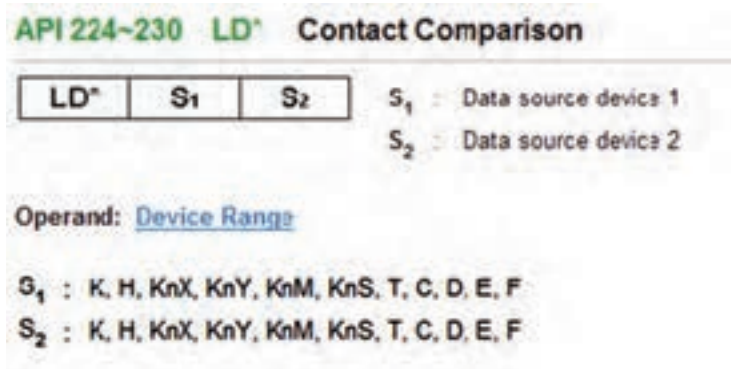 API 224~230 LD* Contact Comparison
LD* S1 S2 S1 : Data source device 1
S2 : Data source device 2
Operand: Device Range
S1 : K, H, KnX, KnY, KnM, KnS, T, C, D, E, F
S2 : K, H, KnX, KnY, KnM, KnS, T, C, D, E, F